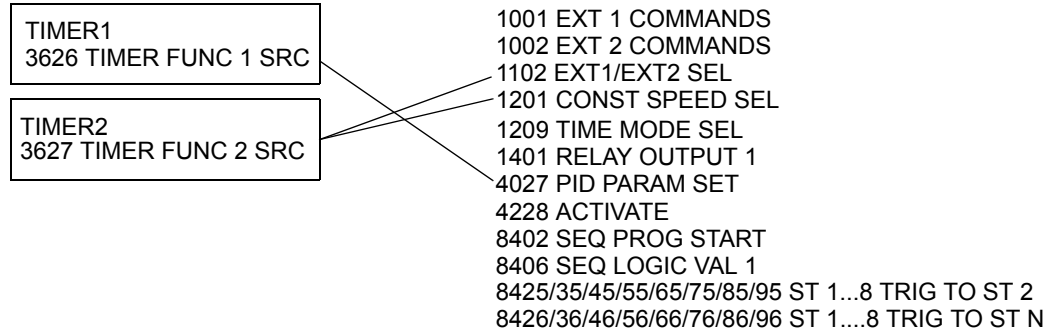 TIMER1
3626 TIMER FUNC 1 SRC
TIMER2
3627 TIMER FUNC 2 SRC
1001 EXT 1 COMMANDS
1002 EXT 2 COMMANDS
1102 EXT1/EXT2 SEL
1201 CONST SPEED SEL
1209 TIME MODE SEL
1401 RELAY OUTPUT 1
4027 PID PARAM SET
4228 ACTIVATE
8402 SEQ PROG START
8406 SEQ LOGIC VAL 1
8425/35/45/55/65/75/85/95 ST 1...8 TRIG TO ST 2
8426/36/46/56/66/76/86/96 ST 1....8 TRIG TO ST N